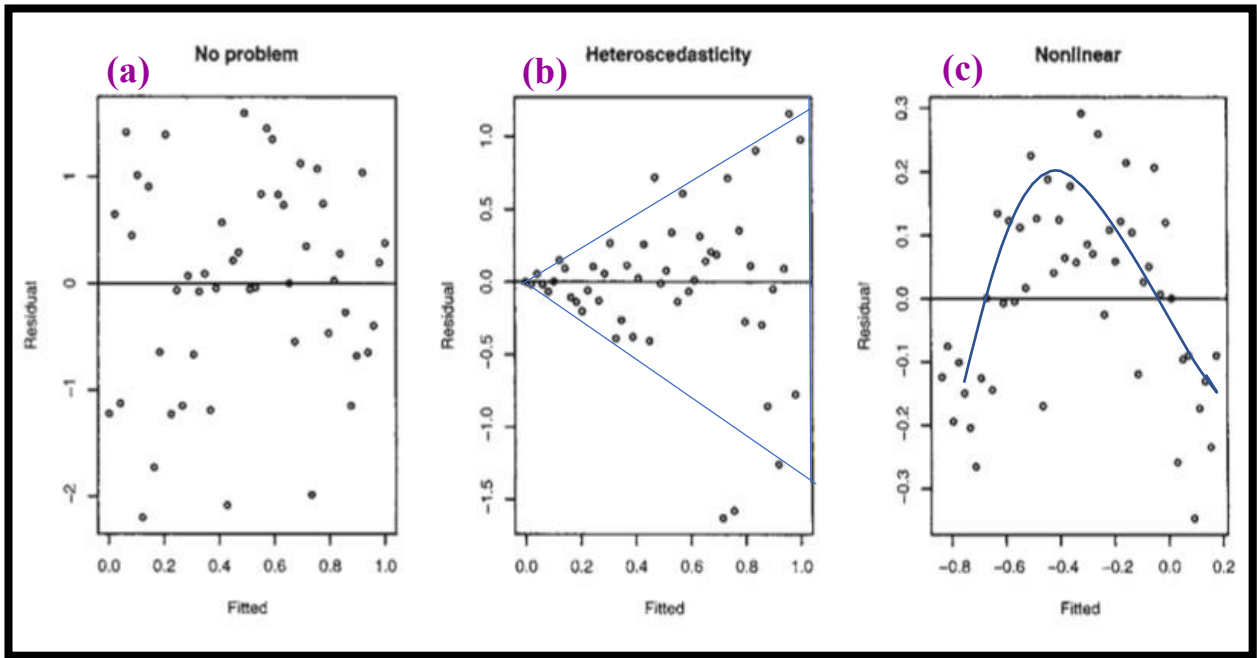 (a)
No problem
Residual
1
0
−1
−2
0.0 0.2 0.4 0.6 0.8 1.0
Fitted
(b)
Heteroscedasticity
Residual
1.0
0.5
0.0
−0.5
−1.0
−1.5
0.0 0.2 0.4 0.6 0.8 1.0
Fitted
(c)
Nonlinear
Residual
0.3
0.2
0.1
0.0
−0.1
−0.2
−0.3
−0.8 −0.6 −0.4 −0.2 0.0 0.2
Fitted